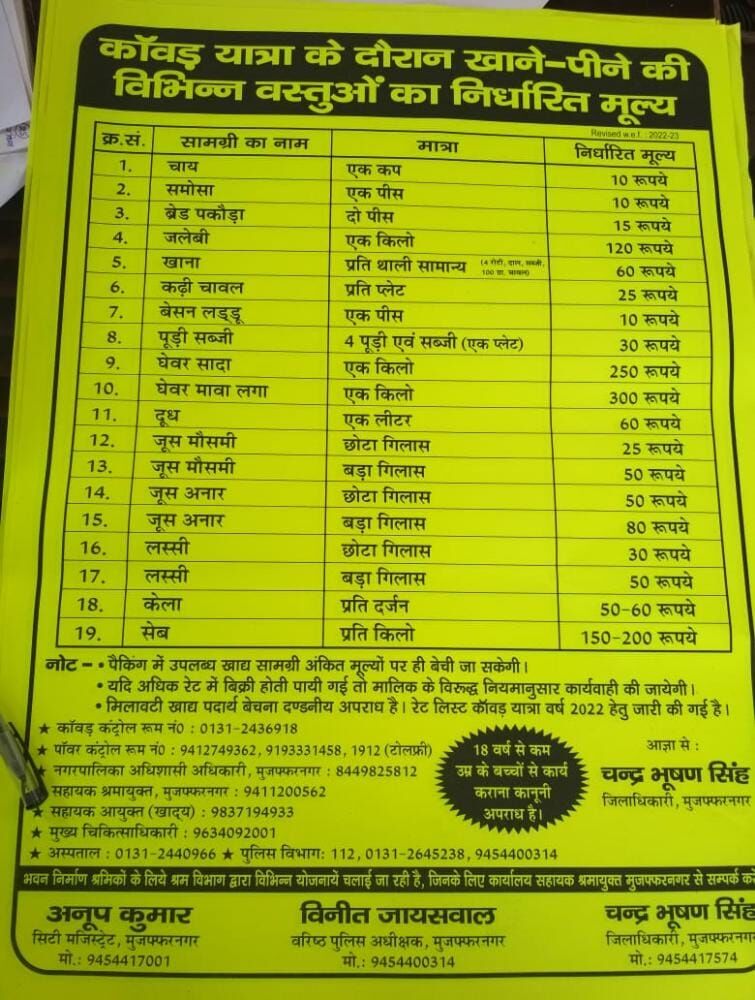 कॉवड़ यात्रा के दौरान खाने-पीने की
विभिन्न वस्तुओं का निर्धारित मूल्य
Revised w.e.f. : 2022-23
क्र.सं. सामग्री का नाम मात्रा निर्धारित मूल्य
1. चाय एक कप 10 रूपये
2. समोसा एक पीस 10 रूपये
3. ब्रेड पकौड़ा दो पीस 15 रूपये
4. जलेबी एक किलो 120 रूपये
5. खाना प्रति थाली सामान्य (4 रोटी, दाल, सब्जी, 60 रूपये
100 ग्रा. चावल)
6. कढ़ी चावल प्रति प्लेट 25 रूपये
7. बेसन लड्डू एक पीस 10 रूपये
8. पूड़ी सब्जी 4 पूड़ी एवं सब्जी (एक प्लेट) 30 रूपये
9. घेवर सादा एक किलो 250 रूपये
10. घेवर मावा लगा एक किलो 300 रूपये
11. दूध एक लीटर 60 रूपये
12. जूस मौसमी छोटा गिलास 25 रूपये
13. जूस मौसमी बड़ा गिलास 50 रूपये
14. जूस अनार छोटा गिलास 50 रूपये
15. जूस अनार बड़ा गिलास 80 रूपये
16. लस्सी छोटा गिलास 30 रूपये
17. लस्सी बड़ा गिलास 50 रूपये
18. केला प्रति दर्जन 50-60 रूपये
19. सेब प्रति किलो 150-200 रूपये
नोट - • पैकिंग में उपलब्ध खाद्य सामग्री अंकित मूल्यों पर ही बेची जा सकेगी।
• यदि अधिक रेट में बिक्री होती पायी गई तो मालिक के विरूद्ध नियमानुसार कार्यवाही की जायेगी।
• मिलावटी खाद्य पदार्थ बेचना दण्डनीय अपराध है। रेट लिस्ट कॉवड़ यात्रा वर्ष 2022 हेतु जारी की गई है।
★ कॉवड़ कंट्रोल रूम नं0 : 0131-2436918
★ पॉवर कंट्रोल रूम नं0 : 9412749362, 9193331458, 1912 (टोलफ्री)
★ नगरपालिका अधिशासी अधिकारी, मुजफ्फरनगर : 8449825812
सहायक श्रमायुक्त, मुजफ्फरनगर : 9411200562
★ सहायक आयुक्त (खाद्य) : 9837194933
★ मुख्य चिकित्साधिकारी : 9634092001
★ अस्पताल : 0131-2440966 ★ पुलिस विभाग: 112, 0131-2645238, 9454400314
18 वर्ष से कम
उम्र के बच्चों से कार्य
कराना कानूनी
अपराध है।
आज्ञा से :
चन्द्र भूषण सिंह
जिलाधिकारी, मुजफ्फरनगर
भवन निर्माण श्रमिकों के लिये श्रम विभाग द्वारा विभिन्न योजनायें चलाई जा रही है, जिनके लिए कार्यालय सहायक श्रमायुक्त मुजफ्फरनगर से सम्पर्क करें
अनूप कुमार
सिटी मजिस्ट्रेट, मुजफ्फरनगर
मो.: 9454417001
विनीत जायसवाल
वरिष्ठ पुलिस अधीक्षक, मुजफ्फरनगर
मो.: 9454400314
चन्द्र भूषण सिंह
जिलाधिकारी, मुजफ्फरनगर
मो.: 9454417574